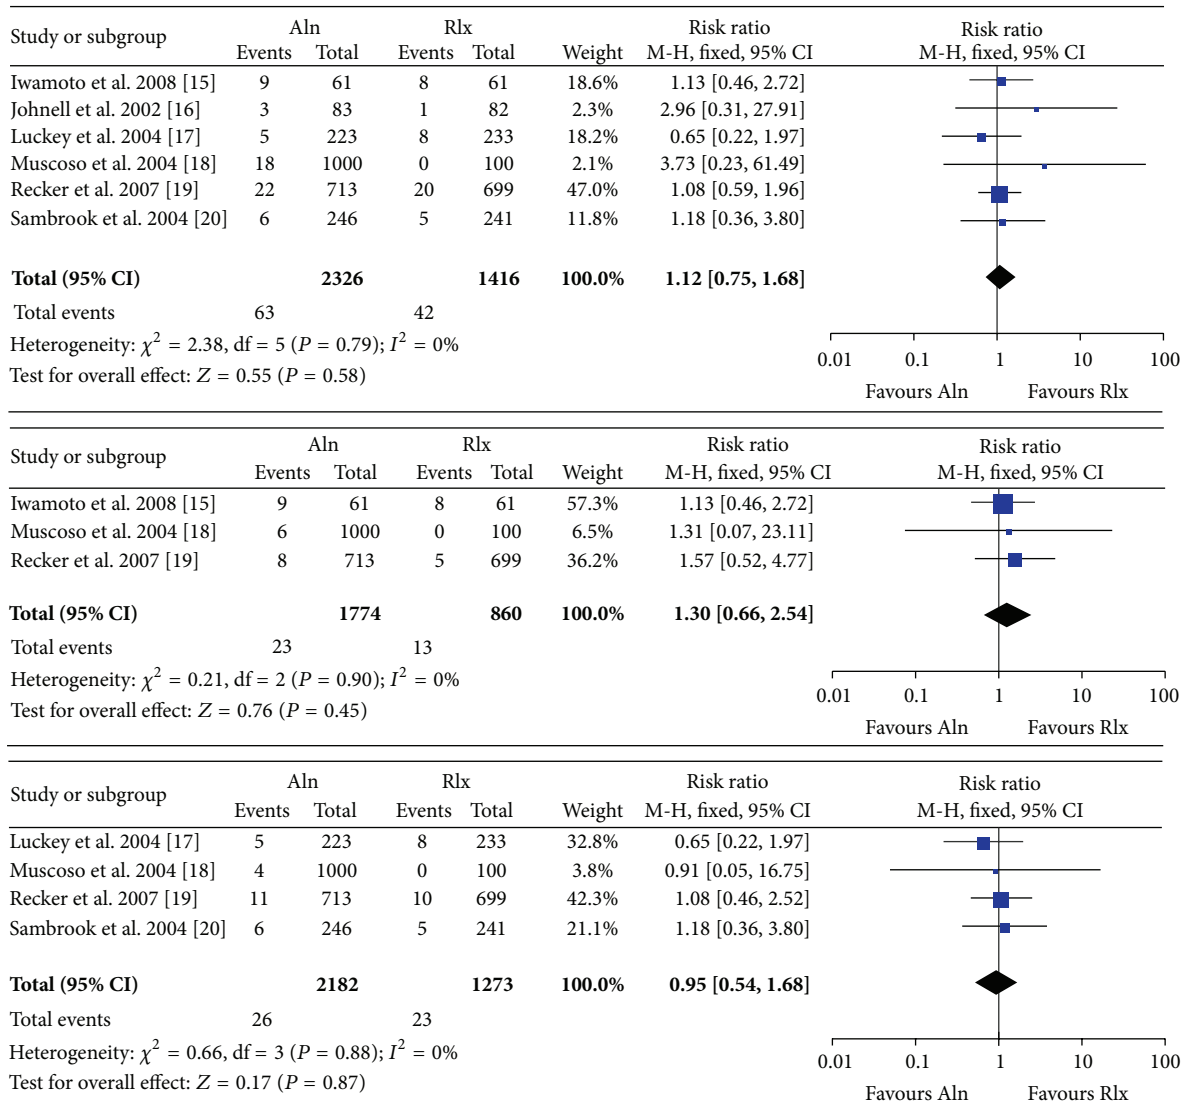 Study or subgroup Aln Rlx Risk ratio Risk ratio
Events Total Events Total Weight M-H, fixed, 95% CI M-H, fixed, 95% CI
Iwamoto et al. 2008 [15] 9 61 8 61 18.6% 1.13 [0.46, 2.72]
Johnell et al. 2002 [16] 3 83 1 82 2.3% 2.96 [0.31, 27.91]
Luckey et al. 2004 [17] 5 223 8 233 18.2% 0.65 [0.22, 1.97]
Muscoso et al. 2004 [18] 18 1000 0 100 2.1% 3.73 [0.23, 61.49]
Recker et al. 2007 [19] 22 713 20 699 47.0% 1.08 [0.59, 1.96]
Sambrook et al. 2004 [20] 6 246 5 241 11.8% 1.18 [0.36, 3.80]
Total (95% CI) 2326 1416 100.0% 1.12 [0.75, 1.68]
Total events 63 42
Heterogeneity: χ² = 2.38, df = 5 (P = 0.79); I² = 0%
Test for overall effect: Z = 0.55 (P = 0.58)
0.01 0.1 1 10 100
Favours Aln Favours Rlx
Study or subgroup Aln Rlx Risk ratio Risk ratio
Events Total Events Total Weight M-H, fixed, 95% CI M-H, fixed, 95% CI
Iwamoto et al. 2008 [15] 9 61 8 61 57.3% 1.13 [0.46, 2.72]
Muscoso et al. 2004 [18] 6 1000 0 100 6.5% 1.31 [0.07, 23.11]
Recker et al. 2007 [19] 8 713 5 699 36.2% 1.57 [0.52, 4.77]
Total (95% CI) 1774 860 100.0% 1.30 [0.66, 2.54]
Total events 23 13
Heterogeneity: χ² = 0.21, df = 2 (P = 0.90); I² = 0%
Test for overall effect: Z = 0.76 (P = 0.45)
0.01 0.1 1 10 100
Favours Aln Favours Rlx
Study or subgroup Aln Rlx Risk ratio Risk ratio
Events Total Events Total Weight M-H, fixed, 95% CI M-H, fixed, 95% CI
Luckey et al. 2004 [17] 5 223 8 233 32.8% 0.65 [0.22, 1.97]
Muscoso et al. 2004 [18] 4 1000 0 100 3.8% 0.91 [0.05, 16.75]
Recker et al. 2007 [19] 11 713 10 699 42.3% 1.08 [0.46, 2.52]
Sambrook et al. 2004 [20] 6 246 5 241 21.1% 1.18 [0.36, 3.80]
Total (95% CI) 2182 1273 100.0% 0.95 [0.54, 1.68]
Total events 26 23
Heterogeneity: χ² = 0.66, df = 3 (P = 0.88); I² = 0%
Test for overall effect: Z = 0.17 (P = 0.87)
0.01 0.1 1 10 100
Favours Aln Favours Rlx